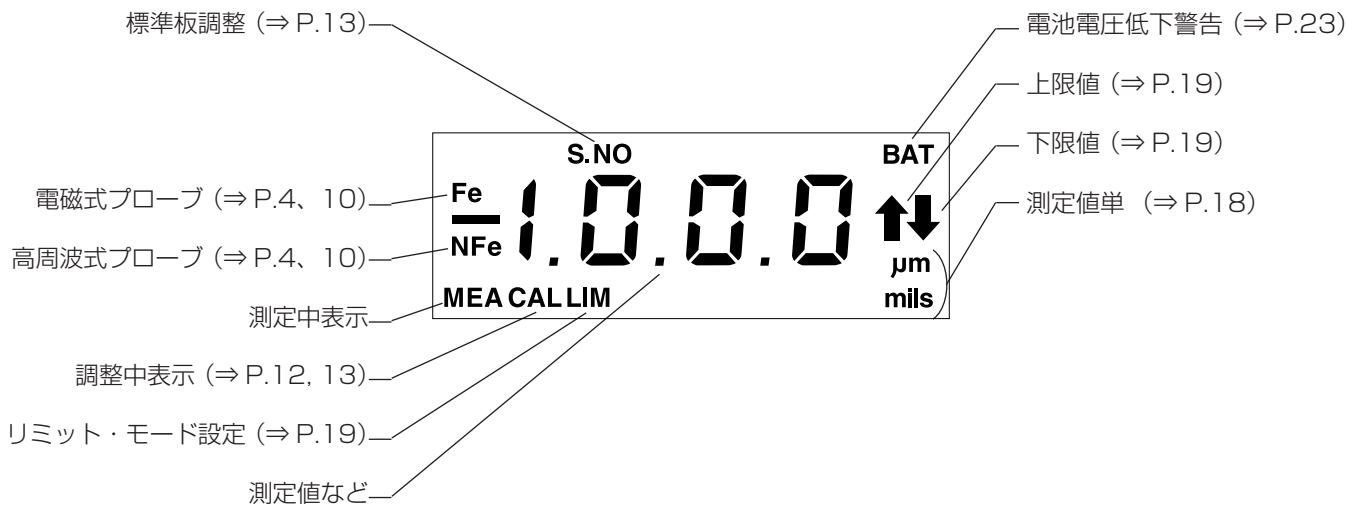 標準板調整（⇒ P.13）
電磁式プローブ（⇒ P.4、 10）
高周波式プローブ（⇒ P.4、 10）
測定中表示
調整中表示（⇒ P.12, 13）
リミット・モード設定（⇒ P.19）
測定値など
S.NO
BAT
Fe
1.0.0.0
NFe
µm
mils
MEA CAL LIM
電池電圧低下警告（⇒ P.23）
上限値（⇒ P.19）
下限値（⇒ P.19）
測定値単 （⇒ P.18）